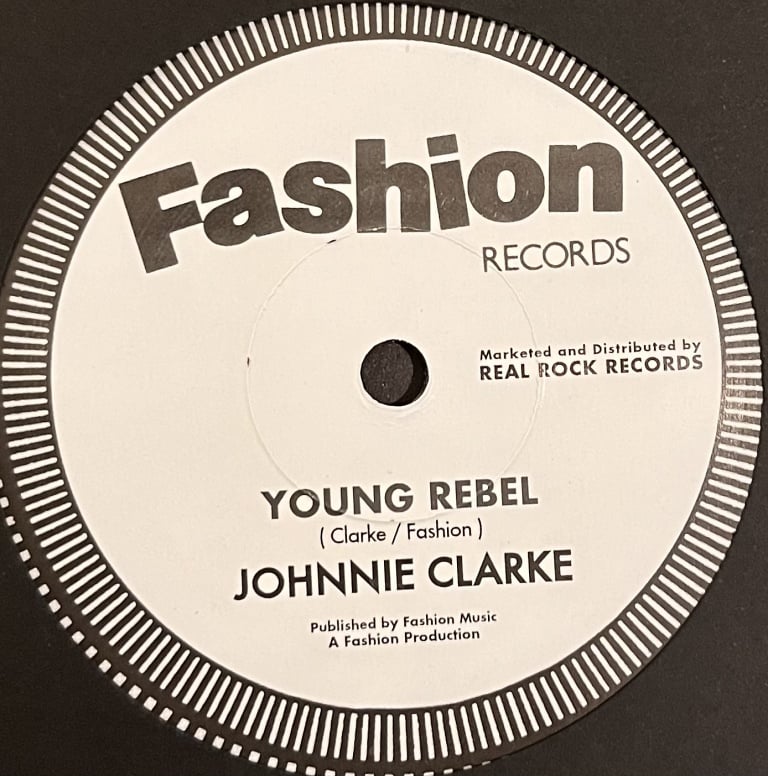 Fashion
RECORDS
Marketed and Distributed by
REAL ROCK RECORDS
YOUNG REBEL
( Clarke / Fashion )
JOHNNIE CLARKE
Published by Fashion Music
A Fashion Production